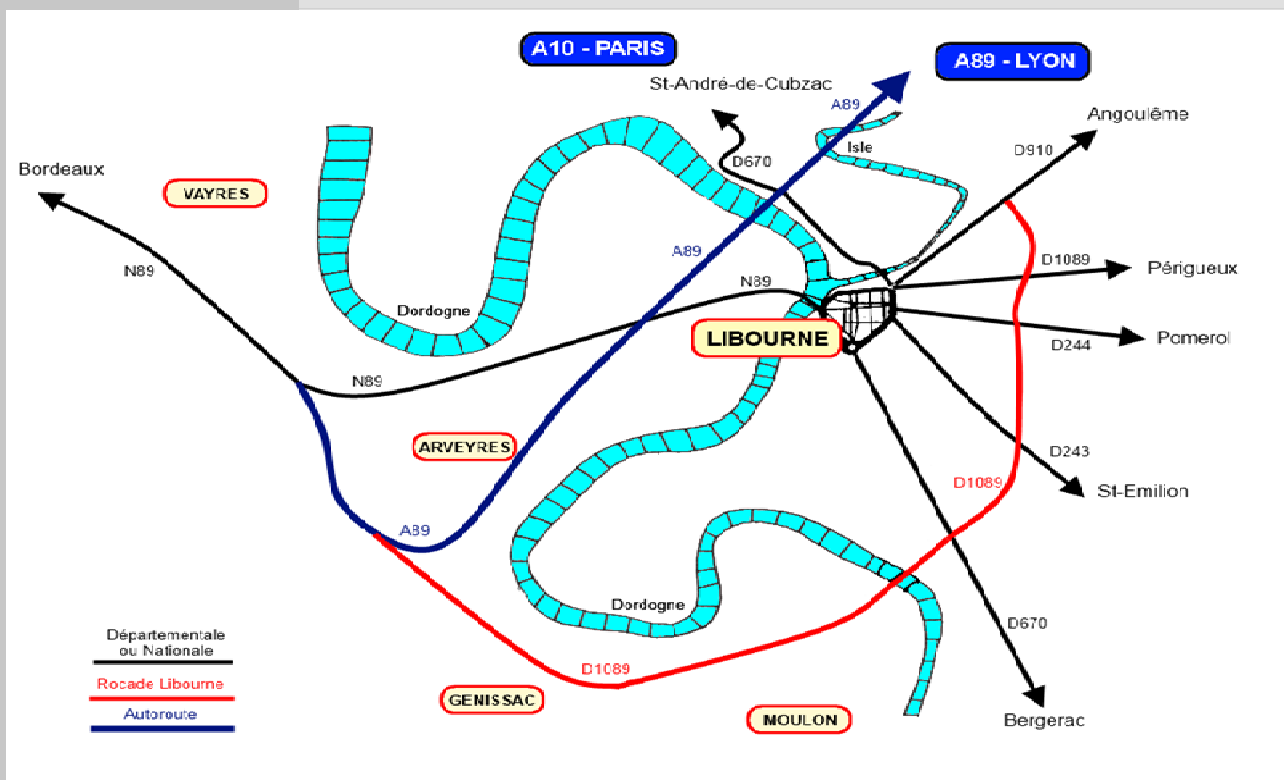 A10 - PARIS
A89 - LYON
St-André-de-Cubzac
A89
Angoulême
Isle
D910
D670
Bordeaux
VAYRES
A89
D1089
Périgueux
N89
N89
Dordogne
LIBOURNE
Pomerol
D244
N89
ARVEYRES
D243
D1089
St-Emilion
A89
Dordogne
D670
Départementale
ou Nationale
D1089
Rocade Libourne
GENISSAC
Autoroute
MOULON
Bergerac